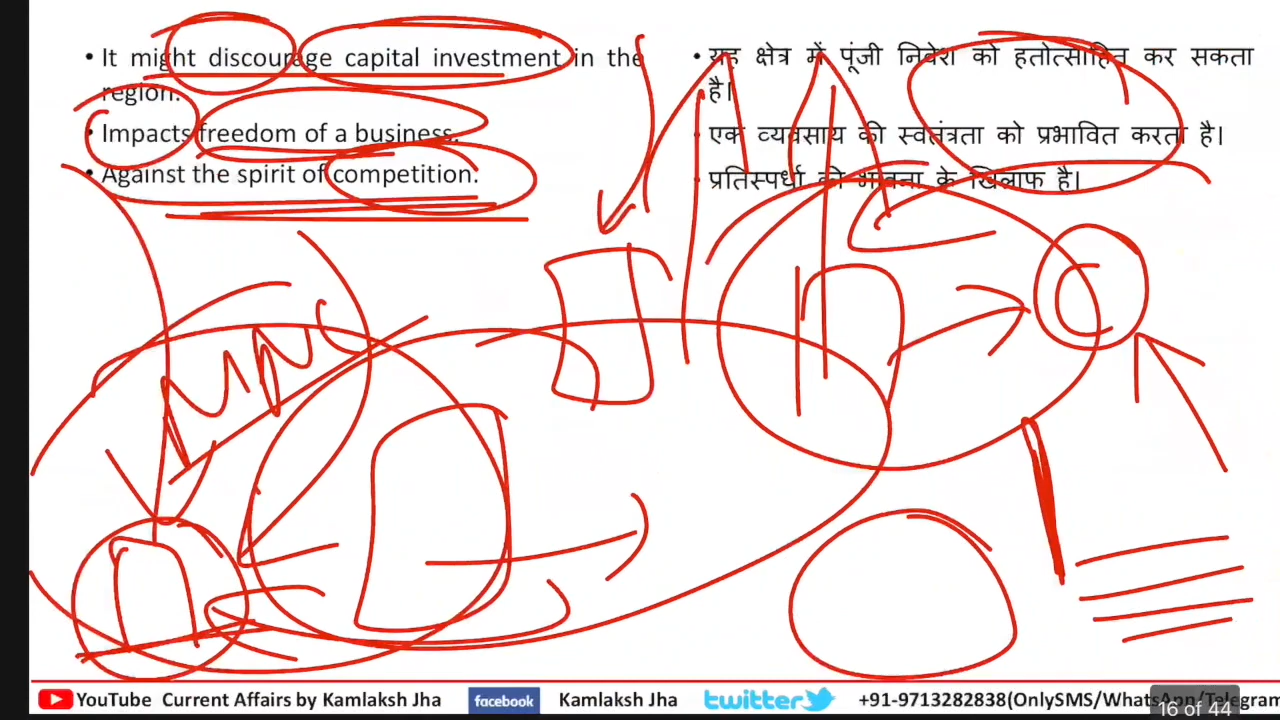 • It might discourage capital investment in the
region.
• Impacts freedom of a business.
• Against the spirit of competition.
• यह क्षेत्र में पूंजी निवेश को हतोत्साहित कर सकता
है।
• एक व्यवसाय की स्वतंत्रता को प्रभावित करता है।
• प्रतिस्पर्धा की भावना के खिलाफ है।
YouTube Current Affairs by Kamlaksh Jha facebook Kamlaksh Jha twitter +91-9713282838(OnlySMS/WhatsApp/Telegram
16 of 44